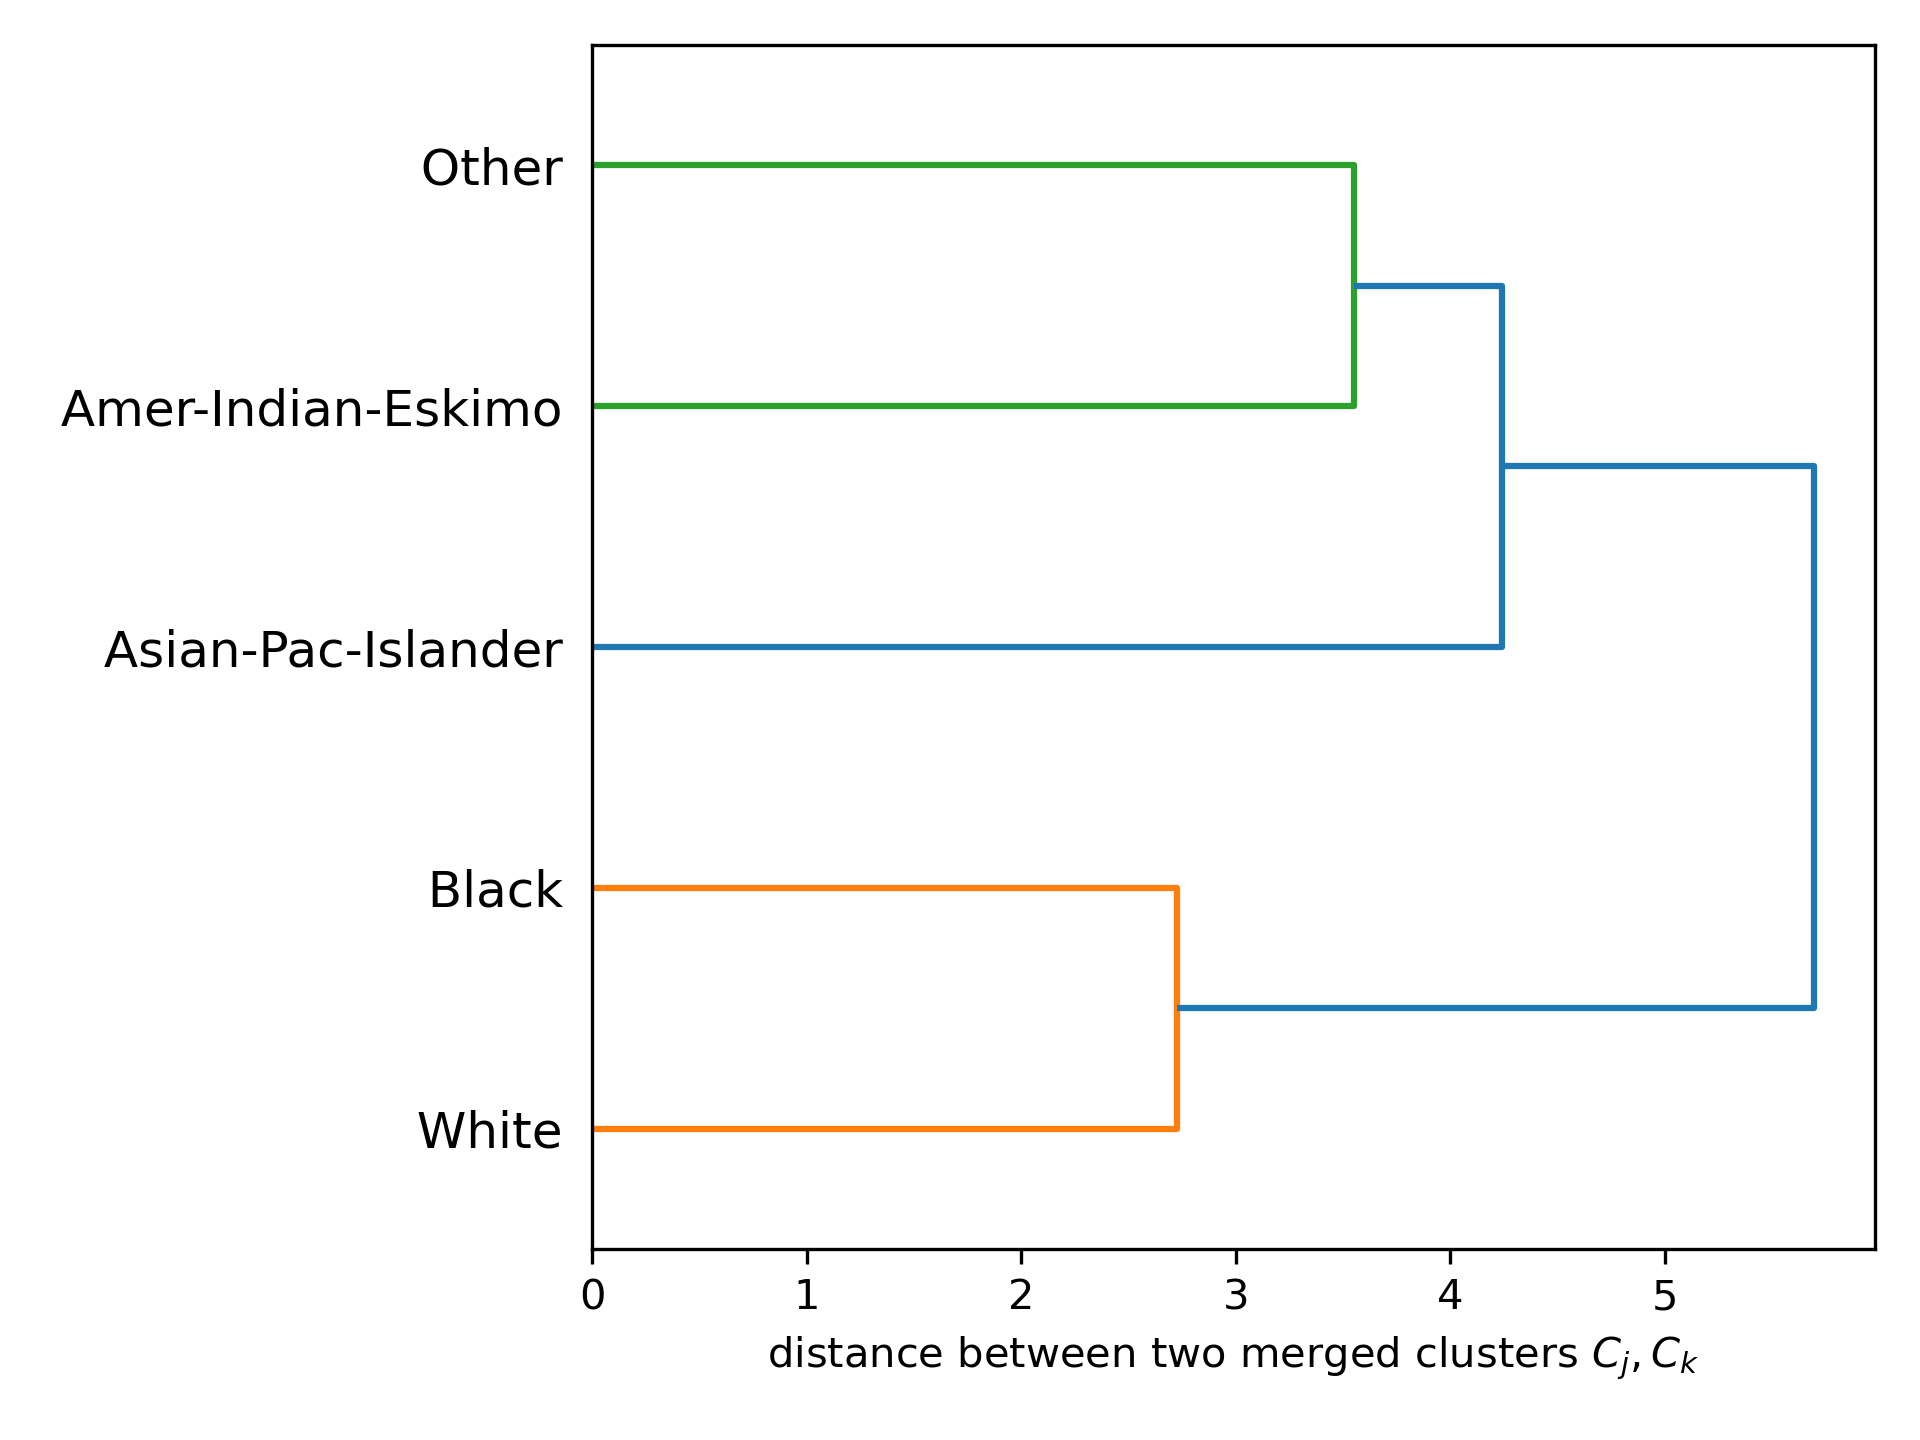 Other
Amer-Indian-Eskimo
Asian-Pac-Islander
Black
White
0 1 2 3 4 5
distance between two merged clusters C_j, C_k